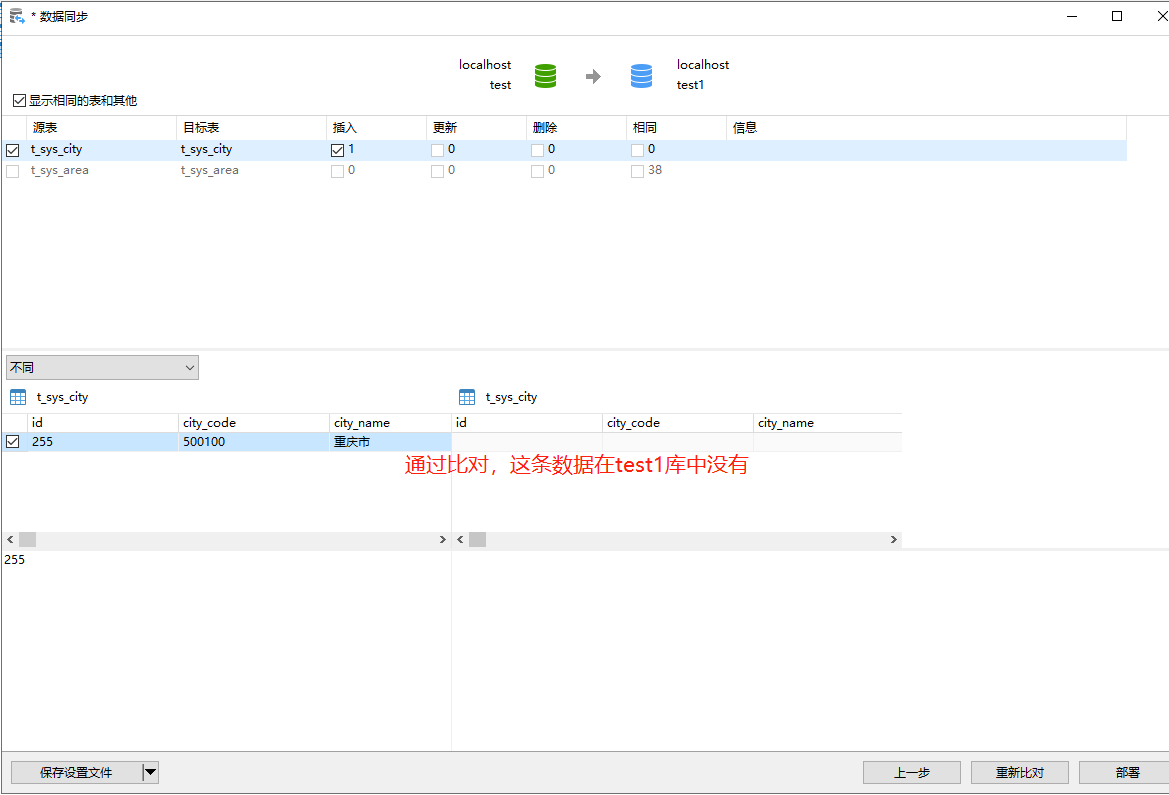 * 数据同步
localhost
test
localhost
test1
显示相同的表和其他
源表 目标表 插入 更新 删除 相同 信息
t_sys_city t_sys_city 1 0 0 0
t_sys_area t_sys_area 0 0 0 38
不同
t_sys_city t_sys_city
id city_code city_name id city_code city_name
255 500100 重庆市
通过比对，这条数据在test1库中没有
255
保存设置文件 上一步 重新比对 部署